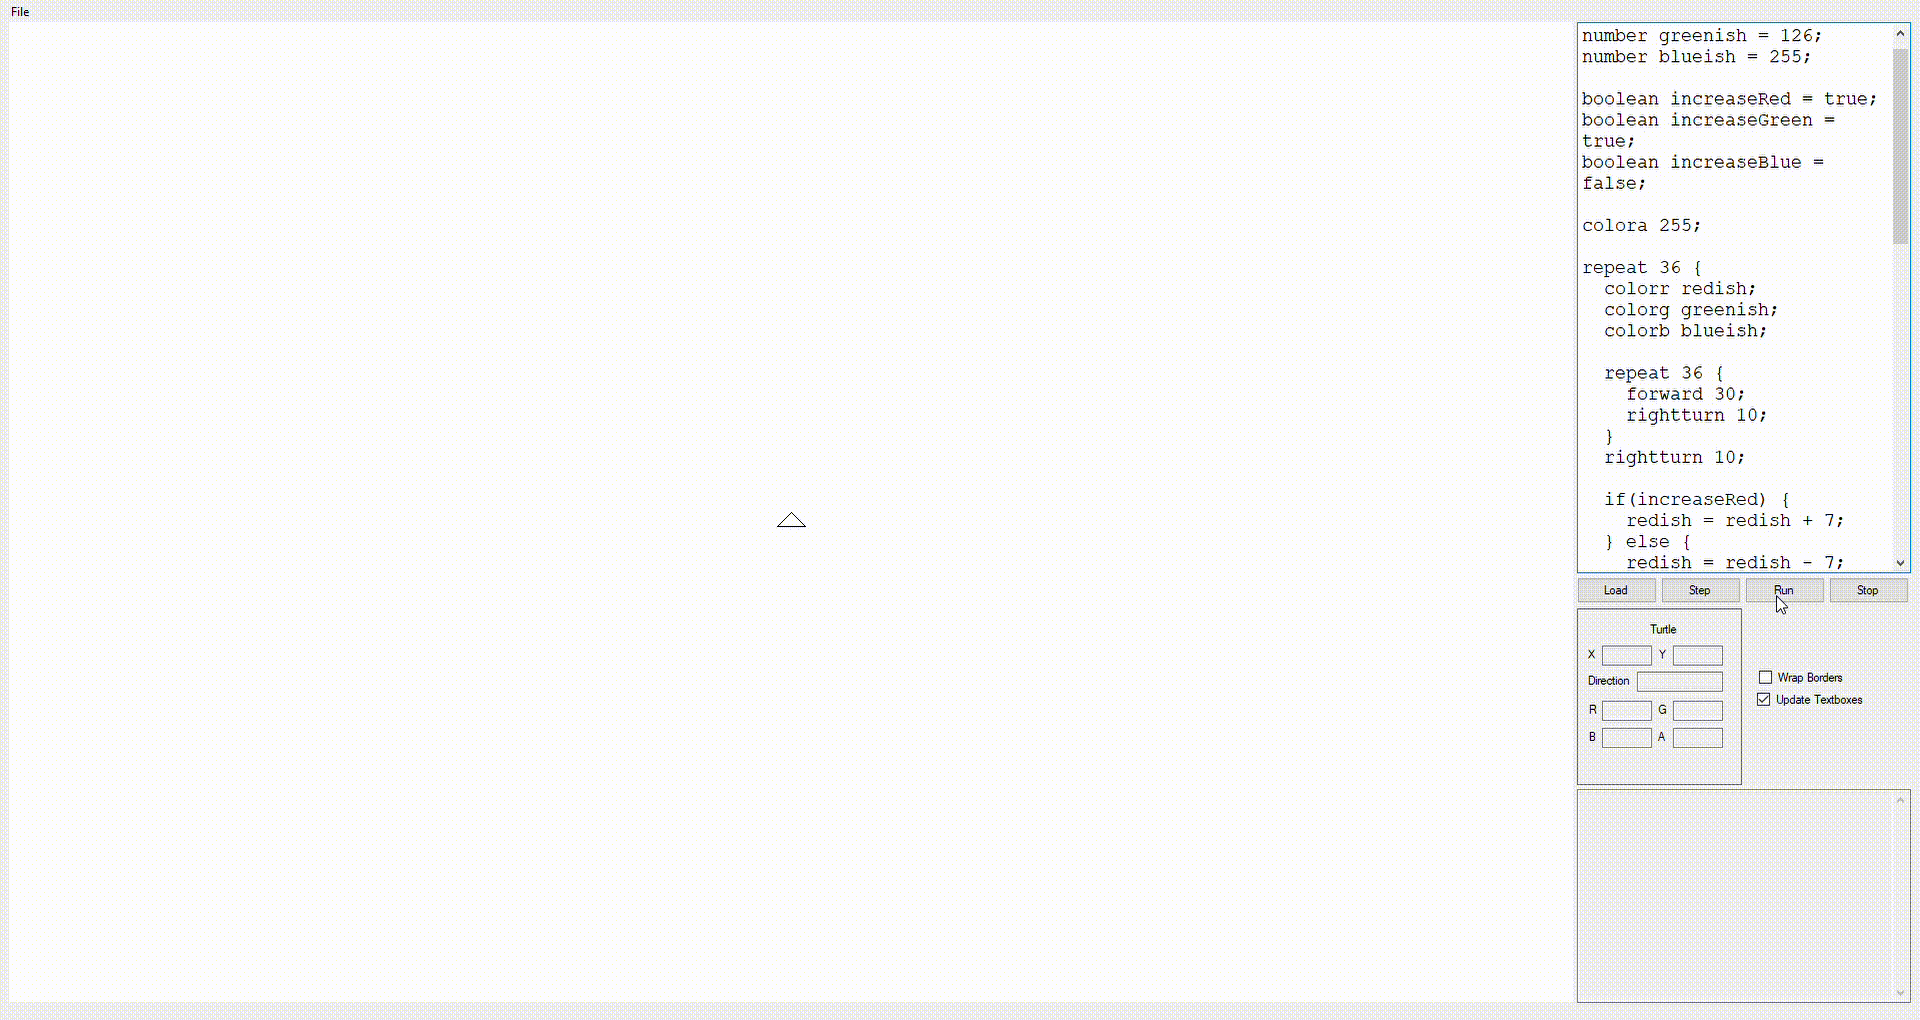 File
number greenish = 126;
number blueish = 255;
boolean increaseRed = true;
boolean increaseGreen =
true;
boolean increaseBlue =
false;
colora 255;
repeat 36 {
colorr redish;
colorg greenish;
colorb blueish;
repeat 36 {
forward 30;
rightturn 10;
}
rightturn 10;
if(increaseRed) {
redish = redish + 7;
} else {
redish = redish - 7;
Load Step Run Stop
Turtle
X Y
Direction
R G
B A
Wrap Borders
Update Textboxes